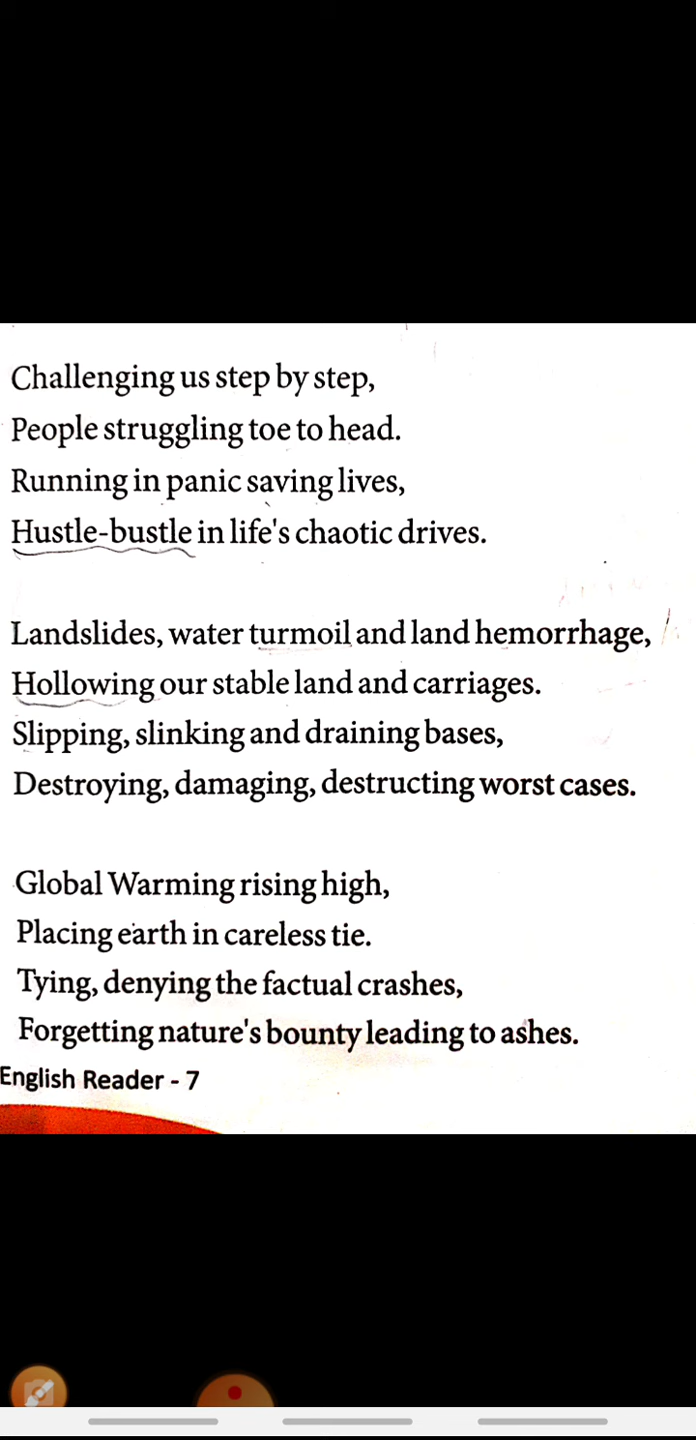 Challenging us step by step,
People struggling toe to head.
Running in panic saving lives,
Hustle-bustle in life's chaotic drives.
Landslides, water turmoil and land hemorrhage,
Hollowing our stable land and carriages.
Slipping, slinking and draining bases,
Destroying, damaging, destructing worst cases.
Global Warming rising high,
Placing earth in careless tie.
Tying, denying the factual crashes,
Forgetting nature's bounty leading to ashes.
English Reader - 7